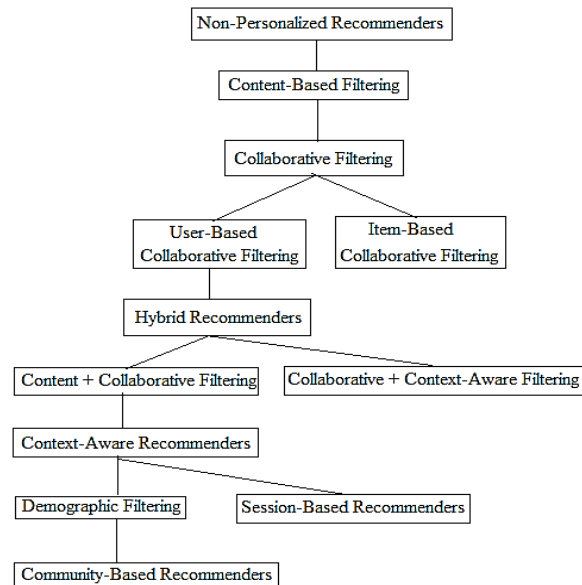 Non-Personalized Recommenders
Content-Based Filtering
Collaborative Filtering
User-Based
Collaborative Filtering
Item-Based
Collaborative Filtering
Hybrid Recommenders
Content + Collaborative Filtering
Collaborative + Context-Aware Filtering
Context-Aware Recommenders
Demographic Filtering
Session-Based Recommenders
Community-Based Recommenders